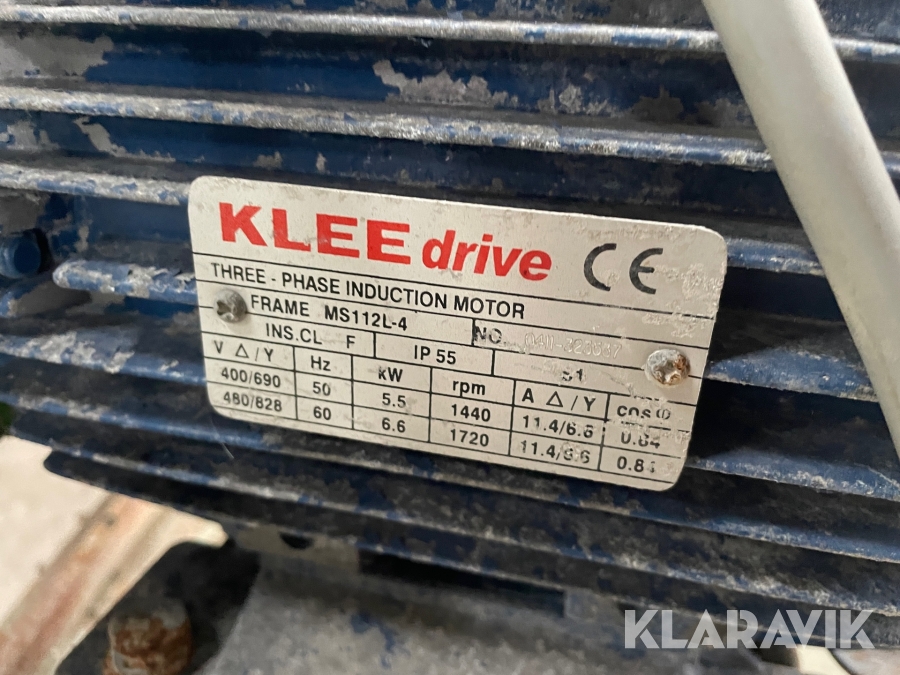 KLEE drive CE
THREE - PHASE INDUCTION MOTOR
FRAME MS112L-4 NO
INS.CL F IP 55 S1
V △/Y Hz kW rpm A △/Y cos φ
400/690 50 5.5 1440 11.4/6.6 0.84
480/828 60 6.6 1720 11.4/6.6 0.84
KLARAVIK